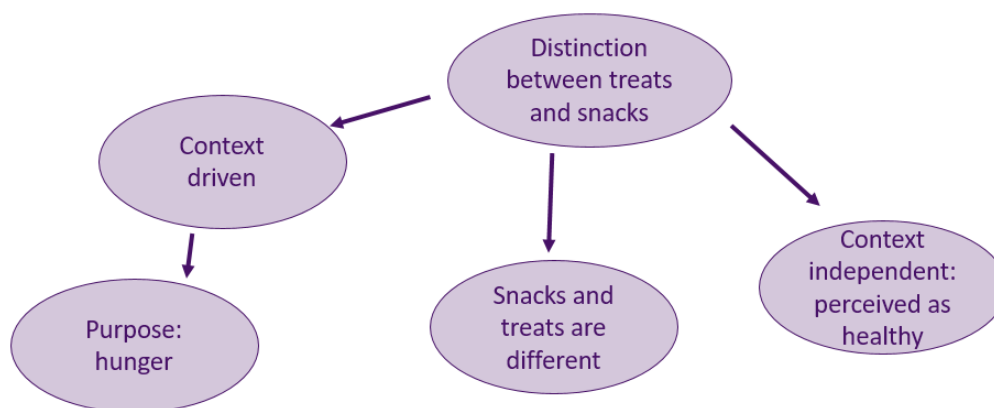 Distinction
between treats
and snacks
Context
driven
Purpose:
hunger
Snacks and
treats are
different
Context
independent:
perceived as
healthy